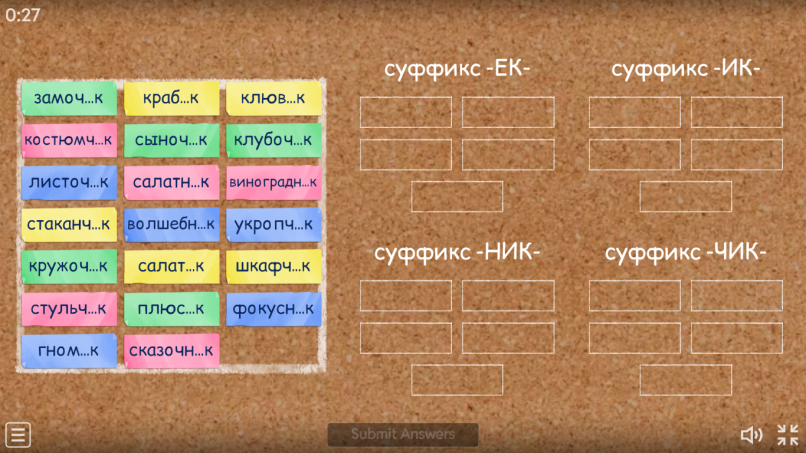 0:27
суффикс -ЕК-
суффикс -ИК-
замоч...к
краб...к
клюв...к
костюмч...к
сыноч...к
клубоч...к
листоч...к
салатн...к
виноградн...к
стаканч...к
волшебн...к
укропч...к
суффикс -НИК-
суффикс -ЧИК-
кружоч...к
салат...к
шкафч...к
стульч...к
плюс...к
фокусн...к
гном...к
сказочн...к
Submit Answers